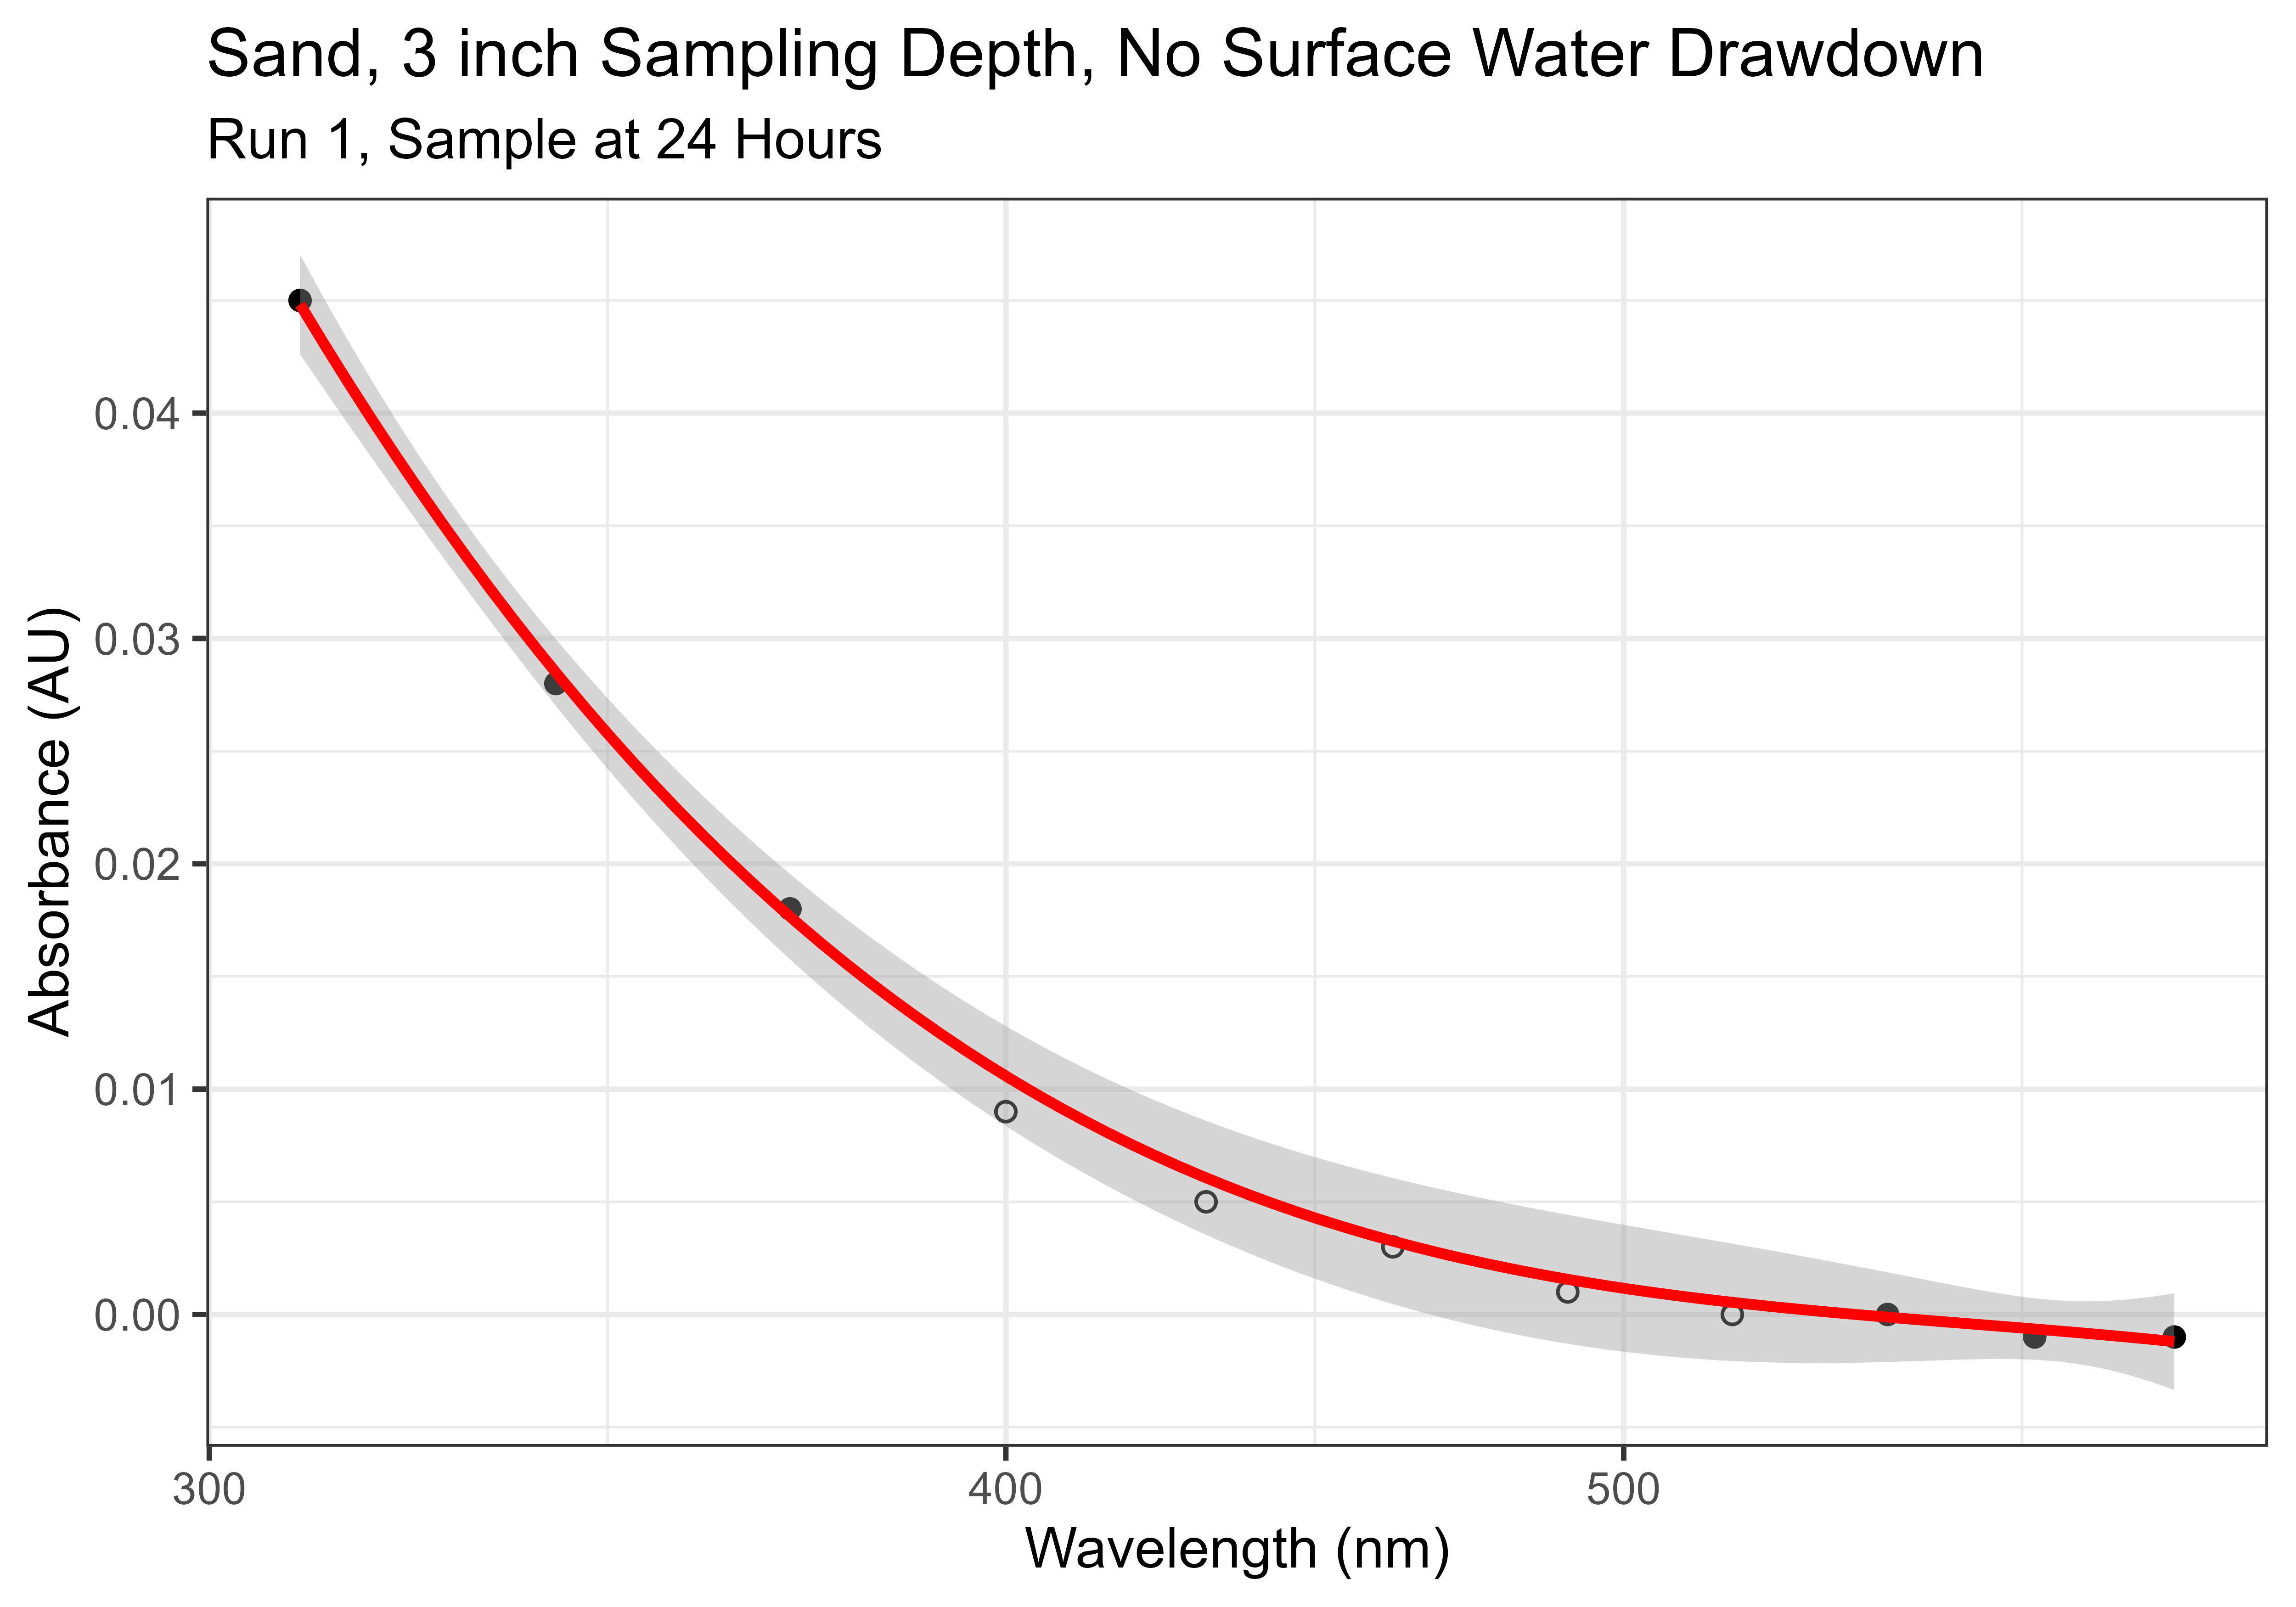 Sand, 3 inch Sampling Depth, No Surface Water Drawdown
Run 1, Sample at 24 Hours
Absorbance (AU)
0.04
0.03
0.02
0.01
0.00
300 400 500
Wavelength (nm)